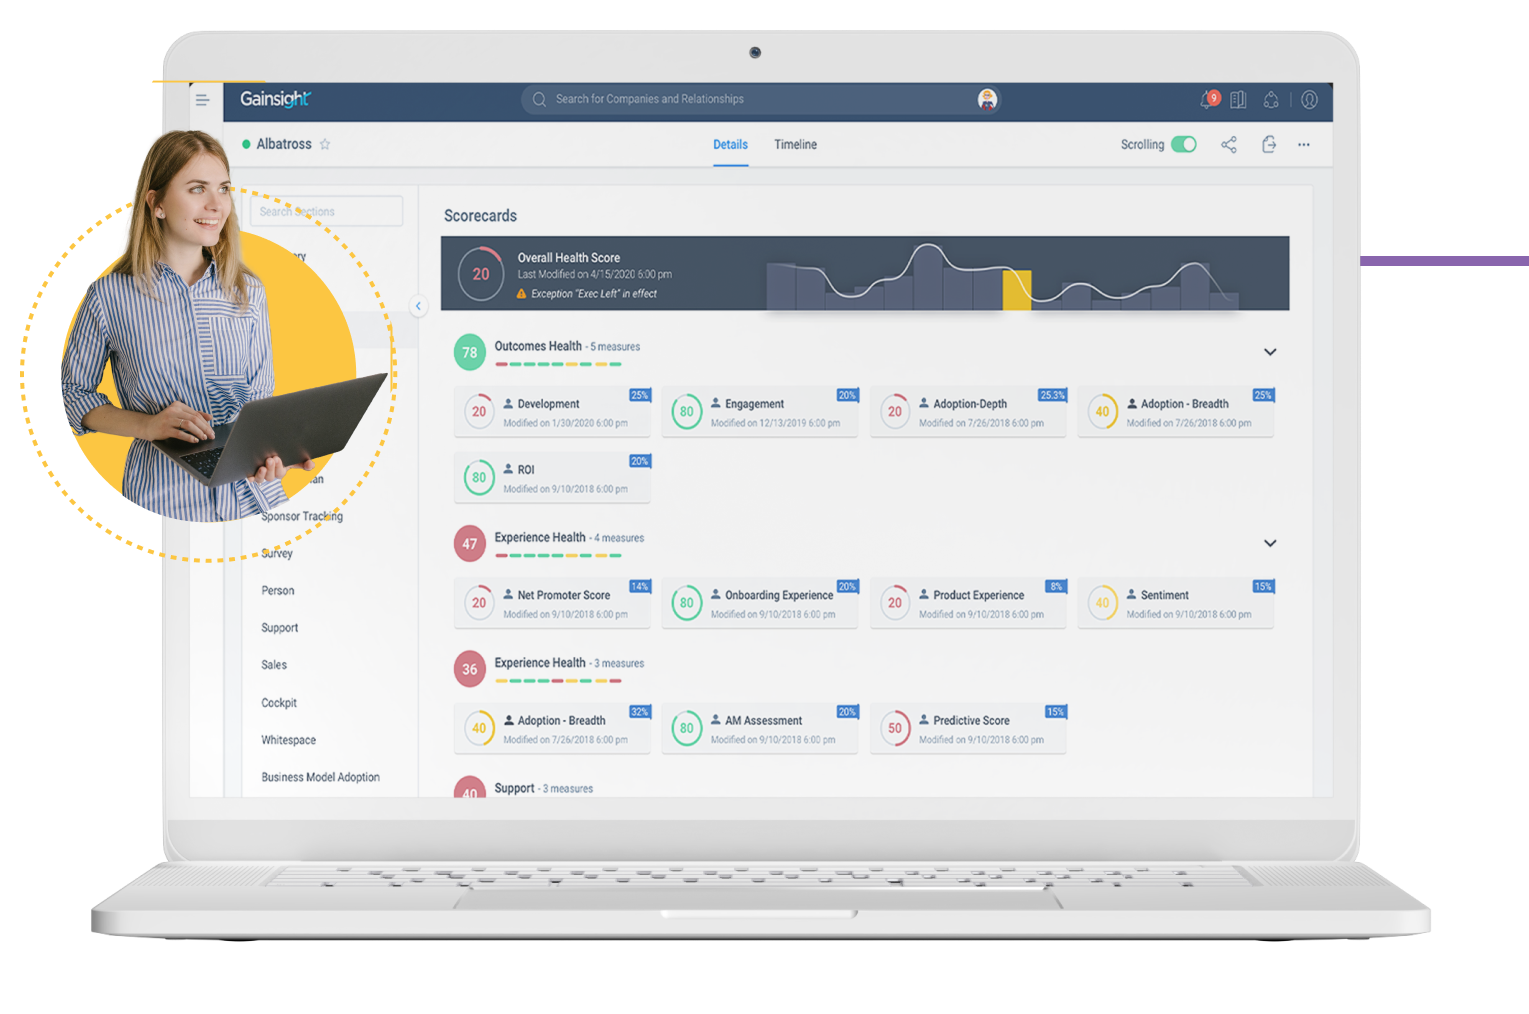 Gainsight
Search for Companies and Relationships
9
Albatross
Details
Timeline
Scrolling
Search Sections
Scorecards
20
Overall Health Score
Last Modified on 4/15/2020 6:00 pm
Exception "Exec Left" in effect
78
Outcomes Health - 5 measures
20
Development
25%
Modified on 1/30/2020 6:00 pm
80
Engagement
20%
Modified on 12/13/2019 6:00 pm
20
Adoption-Depth
25.3%
Modified on 7/26/2018 6:00 pm
40
Adoption - Breadth
25%
Modified on 7/26/2018 6:00 pm
80
ROI
20%
Modified on 9/10/2018 6:00 pm
47
Experience Health - 4 measures
20
Net Promoter Score
14%
Modified on 9/10/2018 6:00 pm
80
Onboarding Experience
20%
Modified on 9/10/2018 6:00 pm
20
Product Experience
8%
Modified on 9/10/2018 6:00 pm
40
Sentiment
15%
Modified on 9/10/2018 6:00 pm
36
Experience Health - 3 measures
40
Adoption - Breadth
32%
Modified on 7/26/2018 6:00 pm
80
AM Assessment
20%
Modified on 9/10/2018 6:00 pm
50
Predictive Score
15%
Modified on 9/10/2018 6:00 pm
40
Support - 3 measures
Sponsor Tracking
Survey
Person
Support
Sales
Cockpit
Whitespace
Business Model Adoption